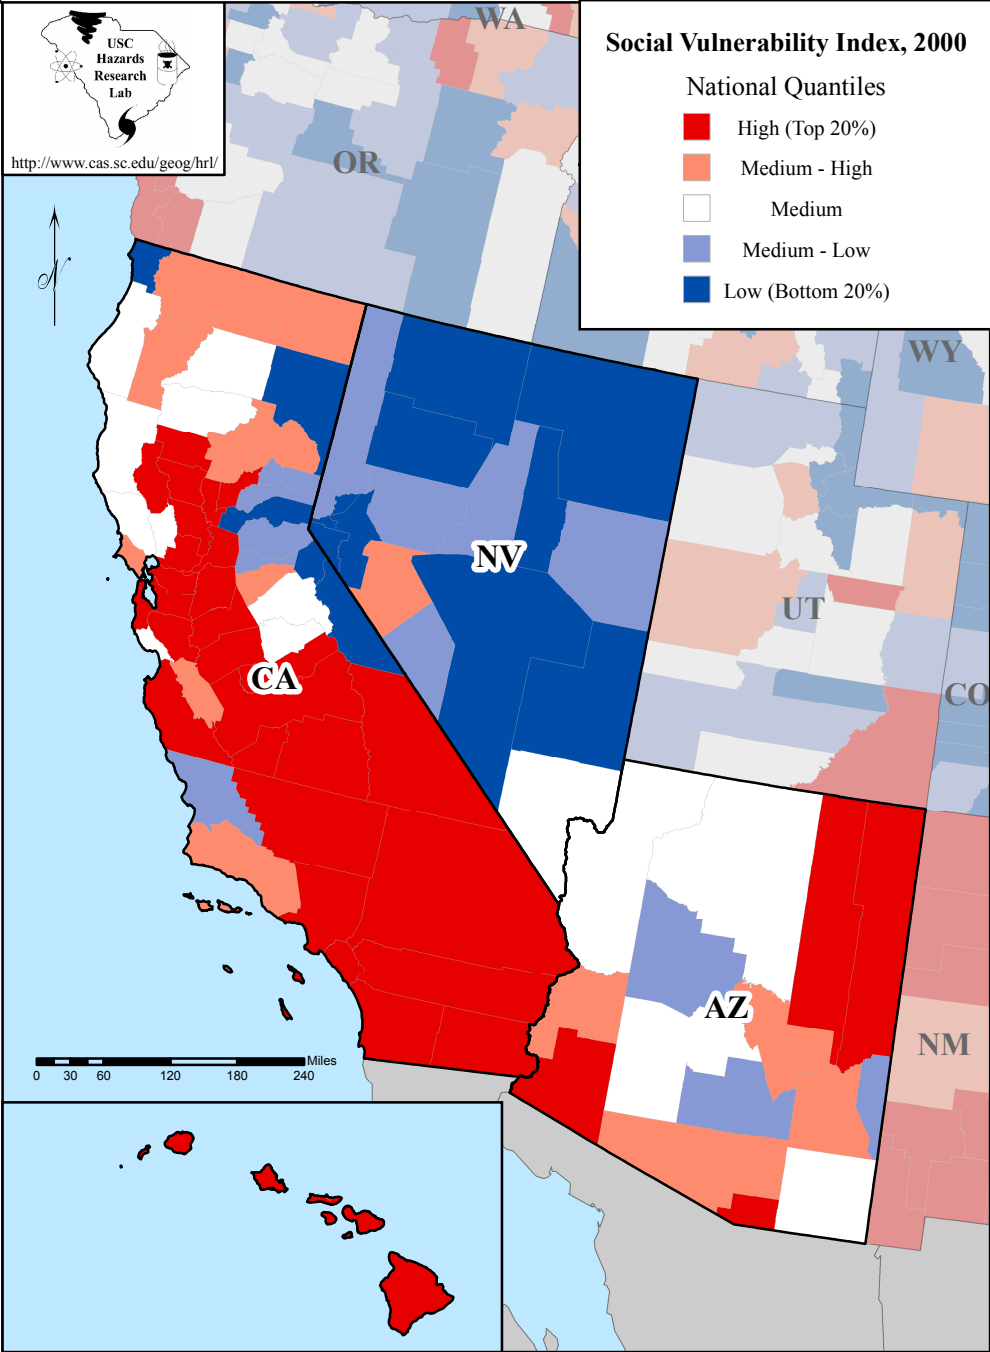 USC
Hazards
Research
Lab
http://www.cas.sc.edu/geog/hrl/
Social Vulnerability Index, 2000
National Quantiles
High (Top 20%)
Medium - High
Medium
Medium - Low
Low (Bottom 20%)
WA
OR
WY
N
NV
UT
CA
CO
AZ
NM
Miles
0 30 60 120 180 240